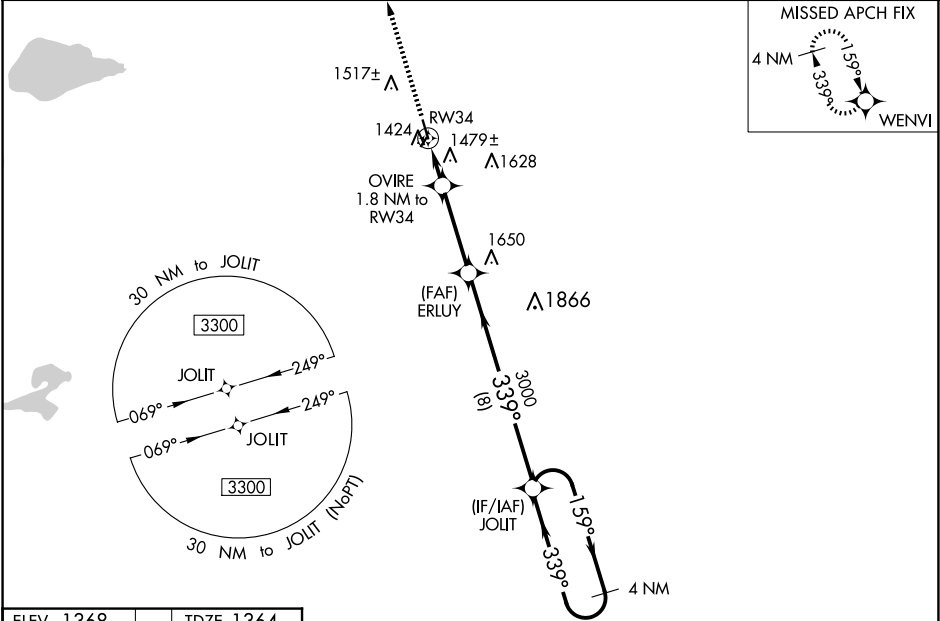 MISSED APCH FIX
4 NM
159°
339°
WENVI
1517±
RW34
1424
1479±
1628
OVIRE
1.8 NM to
RW34
1650
(FAF)
ERLUY
1866
30 NM to JOLIT
3300
JOLIT
249°
069°
249°
069°
JOLIT
3300
30 NM to JOLIT (NoPT)
3000
339°
(8)
(IF/IAF)
JOLIT
159°
339°
4 NM
ELEV 1368
TDZE 1364